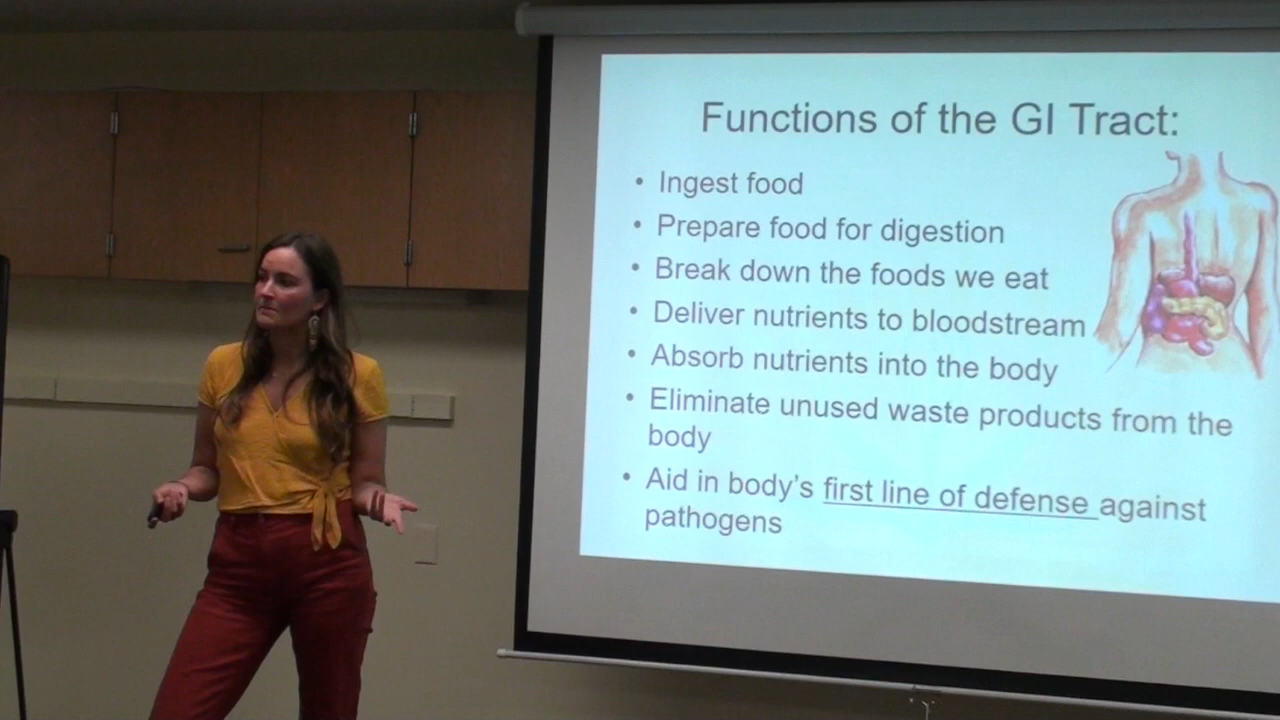 Functions of the GI Tract:
• Ingest food
• Prepare food for digestion
• Break down the foods we eat
• Deliver nutrients to bloodstream
• Absorb nutrients into the body
• Eliminate unused waste products from the
body
• Aid in body's first line of defense against
pathogens